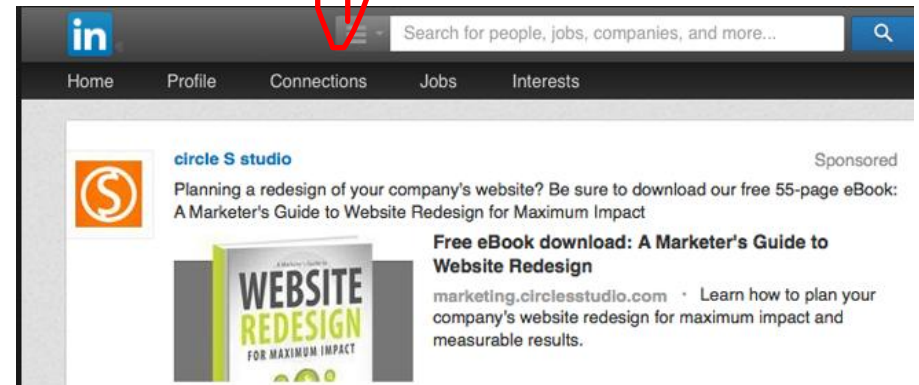 in
Search for people, jobs, companies, and more...
Home Profile Connections Jobs Interests
circle S studio Sponsored
Planning a redesign of your company's website? Be sure to download our free 55-page eBook:
A Marketer's Guide to Website Redesign for Maximum Impact
Free eBook download: A Marketer's Guide to
Website Redesign
marketing.circlesstudio.com · Learn how to plan your
company's website redesign for maximum impact and
measurable results.
A Marketer's Guide to
WEBSITE
REDESIGN
FOR MAXIMUM IMPACT